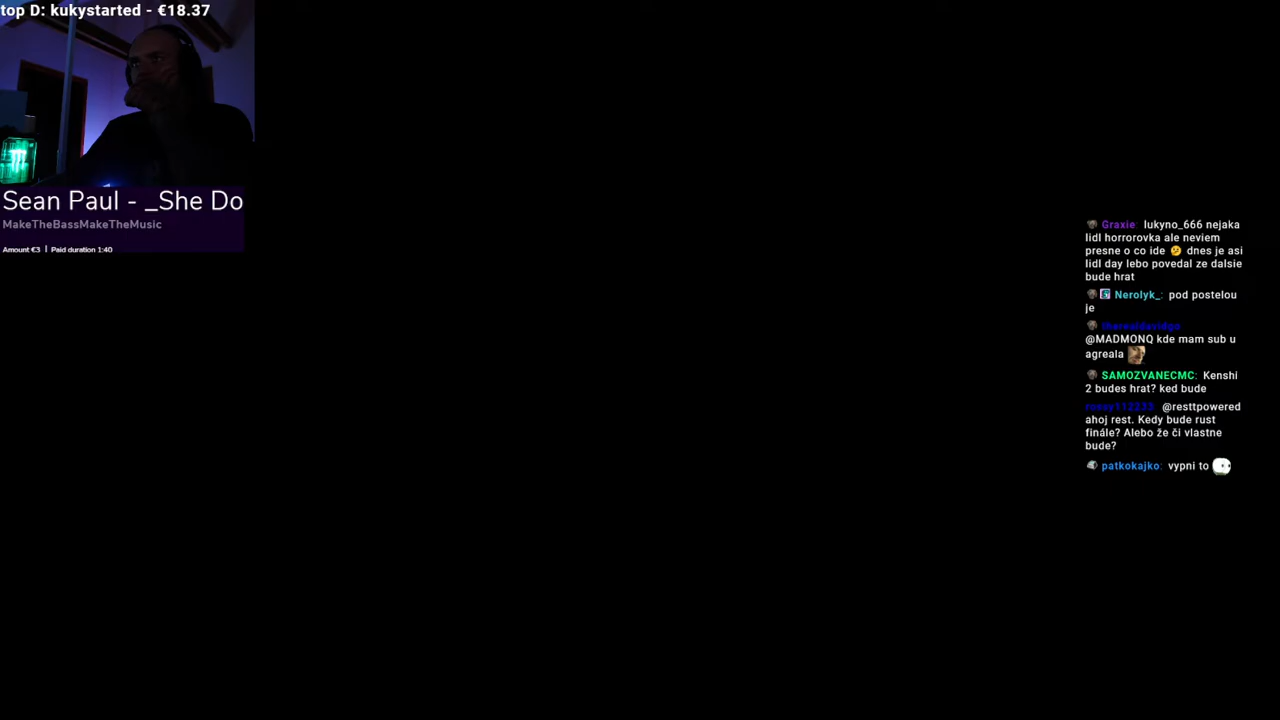 top D: kukystarted - €18.37
Sean Paul - _She Do
MakeTheBassMakeTheMusic
Amount €3 | Paid duration 1:40
Graxie: lukyno_666 nejaka
lidl horrorovka ale neviem
presne o co ide dnes je asi
lidl day lebo povedal ze dalsie
bude hrat
Nerolyk_: pod postelou
je
therealdavidgo
@MADMONQ kde mam sub u
agreala
SAMOZVANECMC: Kenshi
2 budes hrat? ked bude
@resttpowered
ahoj rest. Kedy bude rust
finále? Alebo že či vlastne
bude?
patkokajko: vypni to